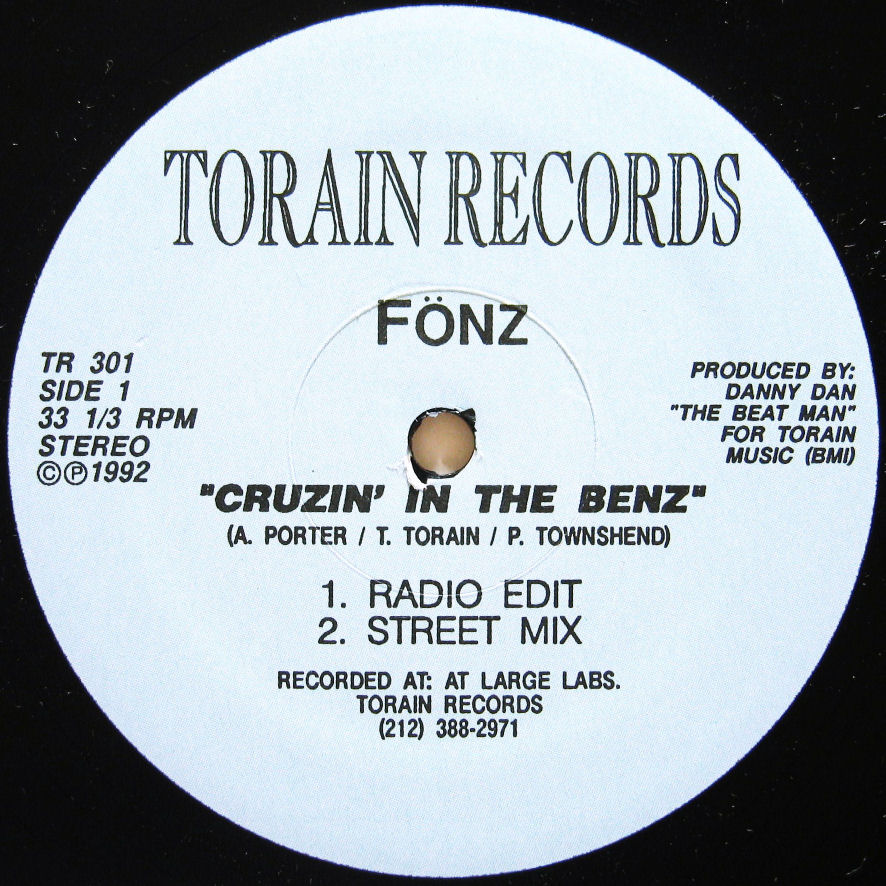 TORAIN RECORDS
FÖNZ
TR 301
SIDE 1
33 1/3 RPM
STEREO
©℗1992
PRODUCED BY:
DANNY DAN
"THE BEAT MAN"
FOR TORAIN
MUSIC (BMI)
"CRUZIN' IN THE BENZ"
(A. PORTER / T. TORAIN / P. TOWNSHEND)
1. RADIO EDIT
2. STREET MIX
RECORDED AT: AT LARGE LABS.
TORAIN RECORDS
(212) 388-2971